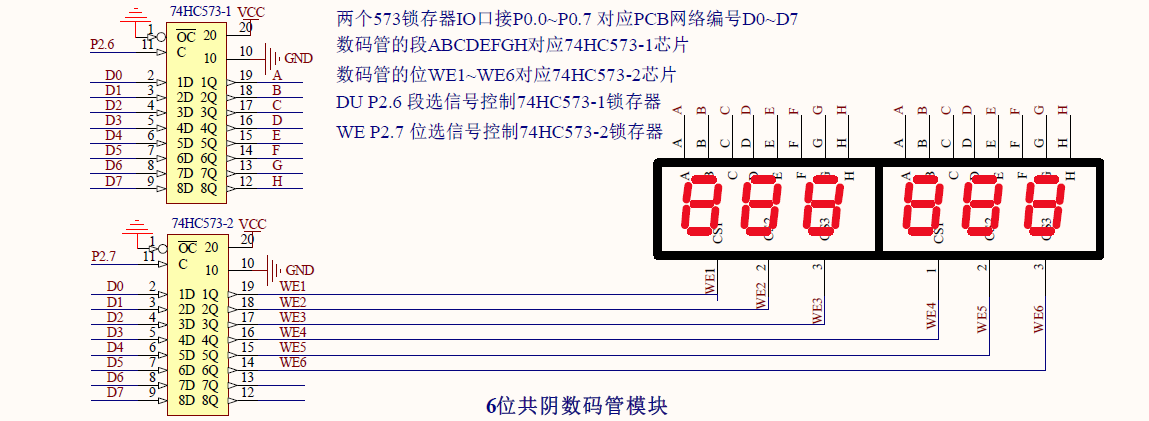 74HC573-1 VCC
1 OC 20 20
P2.6 11 C 10 10 GND
D0 2 1D 1Q 19 A
D1 3 2D 2Q 18 B
D2 4 3D 3Q 17 C
D3 5 4D 4Q 16 D
D4 6 5D 5Q 15 E
D5 7 6D 6Q 14 F
D6 8 7D 7Q 13 G
D7 9 8D 8Q 12 H
两个573锁存器IO口接P0.0~P0.7 对应PCB网络编号D0~D7
数码管的段ABCDEFGH对应74HC573-1芯片
数码管的位WE1~WE6对应74HC573-2芯片
DU P2.6 段选信号控制74HC573-1锁存器
WE P2.7 位选信号控制74HC573-2锁存器
A B C D E F G H A B C D E F G H
A B C D E F G H A B C D E F G H
A B C D E F G H A B C D E F G H
CS1 CS2 CS3 CS1 CS2 CS3
WE1 WE2 2 WE3 3 WE4 1 WE5 2 WE6 3
74HC573-2 VCC
1 OC 20 20
P2.7 11 C 10 10 GND
D0 2 1D 1Q 19 WE1
D1 3 2D 2Q 18 WE2
D2 4 3D 3Q 17 WE3
D3 5 4D 4Q 16 WE4
D4 6 5D 5Q 15 WE5
D5 7 6D 6Q 14 WE6
D6 8 7D 7Q 13
D7 9 8D 8Q 12
6位共阴数码管模块